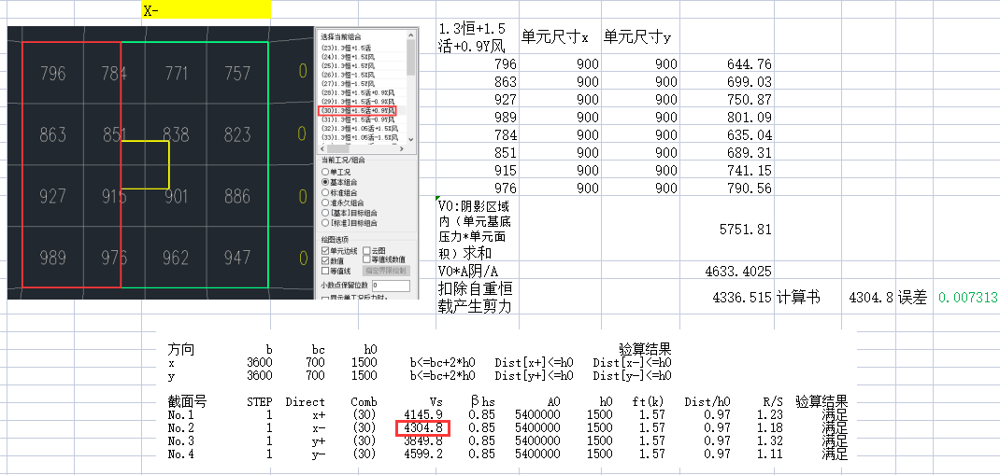 X-
796 784 771 757 0
863 851 838 823 0
927 915 901 886 0
989 976 962 947 0
选择当前组合
(23)1.3恒+1.5活
(24)1.3恒+1.5X风
(25)1.3恒+1.5Y风
(26)1.3恒-1.5X风
(27)1.3恒-1.5Y风
(28)1.3恒+1.5活+0.9X风
(29)1.3恒+1.5活-0.9X风
(30)1.3恒+1.5活+0.9Y风
(31)1.3恒+1.5活-0.9Y风
(32)1.3恒+1.05活+1.5X风
(33)1.3恒+1.05活-1.5X风
当前工况/组合
单工况
基本组合
标准组合
准永久组合
[基本]目标组合
[标准]目标组合
绘图选项
单元边线 云图
数值 等值线数值
等值线 指定界限绘制
小数点保留位数 0
显示单工况反力时,
1.3恒+1.5活+0.9Y风 单元尺寸x 单元尺寸y
796 900 900 644.76
863 900 900 699.03
927 900 900 750.87
989 900 900 801.09
784 900 900 635.04
851 900 900 689.31
915 900 900 741.15
976 900 900 790.56
V0:阴影区域内(单元基底压力*单元面积)求和 5751.81
V0*A阴/A 4633.4025
扣除自重恒载产生剪力 4336.515 计算书 4304.8 误差 0.007313
方向 b bc h0 验算结果
x 3600 700 1500 b<=bc+2*h0 Dist[x+]<=h0 Dist[x-]<=h0
y 3600 700 1500 b<=bc+2*h0 Dist[y+]<=h0 Dist[y-]<=h0
截面号 STEP Direct Comb Vs βhs A0 h0 ft(k) Dist/h0 R/S 验算结果
No.1 1 x+ (30) 4145.9 0.85 5400000 1500 1.57 0.97 1.23 满足
No.2 1 x- (30) 4304.8 0.85 5400000 1500 1.57 0.97 1.18 满足
No.3 1 y+ (30) 3849.8 0.85 5400000 1500 1.57 0.97 1.32 满足
No.4 1 y- (30) 4599.2 0.85 5400000 1500 1.57 0.97 1.11 满足